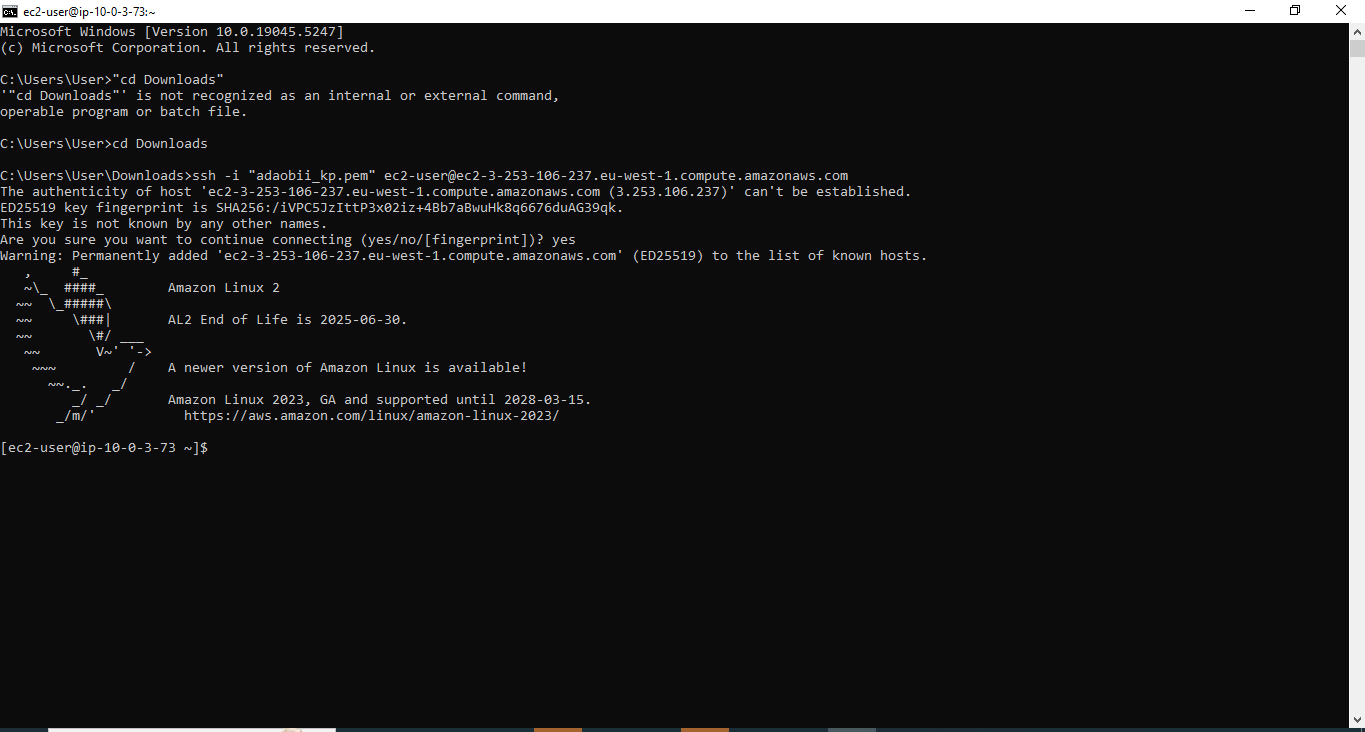 ec2-user@ip-10-0-3-73:~
Microsoft Windows [Version 10.0.19045.5247]
(c) Microsoft Corporation. All rights reserved.
C:\Users\User>"cd Downloads"
'"cd Downloads"' is not recognized as an internal or external command,
operable program or batch file.
C:\Users\User>cd Downloads
C:\Users\User\Downloads>ssh -i "adaobii_kp.pem" ec2-user@ec2-3-253-106-237.eu-west-1.compute.amazonaws.com
The authenticity of host 'ec2-3-253-106-237.eu-west-1.compute.amazonaws.com (3.253.106.237)' can't be established.
ED25519 key fingerprint is SHA256:/iVPC5JzIttP3x02iz+4Bb7aBwuHk8q6676duAG39qk.
This key is not known by any other names.
Are you sure you want to continue connecting (yes/no/[fingerprint])? yes
Warning: Permanently added 'ec2-3-253-106-237.eu-west-1.compute.amazonaws.com' (ED25519) to the list of known hosts.
   ,     #_
   ~\_  ####_        Amazon Linux 2
  ~~  \_#####\
  ~~     \###|       AL2 End of Life is 2025-06-30.
  ~~       \#/ ___
   ~~       V~' '->
    ~~~         /    A newer version of Amazon Linux is available!
      ~~._.   _/
         _/ _/       Amazon Linux 2023, GA and supported until 2028-03-15.
       _/m/'           https://aws.amazon.com/linux/amazon-linux-2023/
[ec2-user@ip-10-0-3-73 ~]$